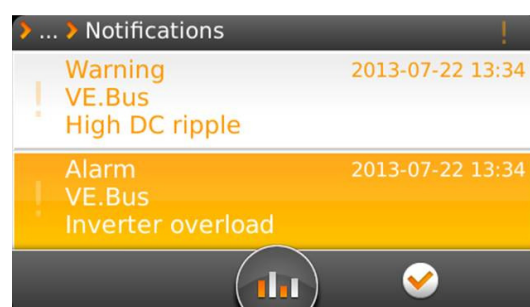 ... Notifications
Warning 2013-07-22 13:34
VE.Bus
High DC ripple
Alarm 2013-07-22 13:34
VE.Bus
Inverter overload